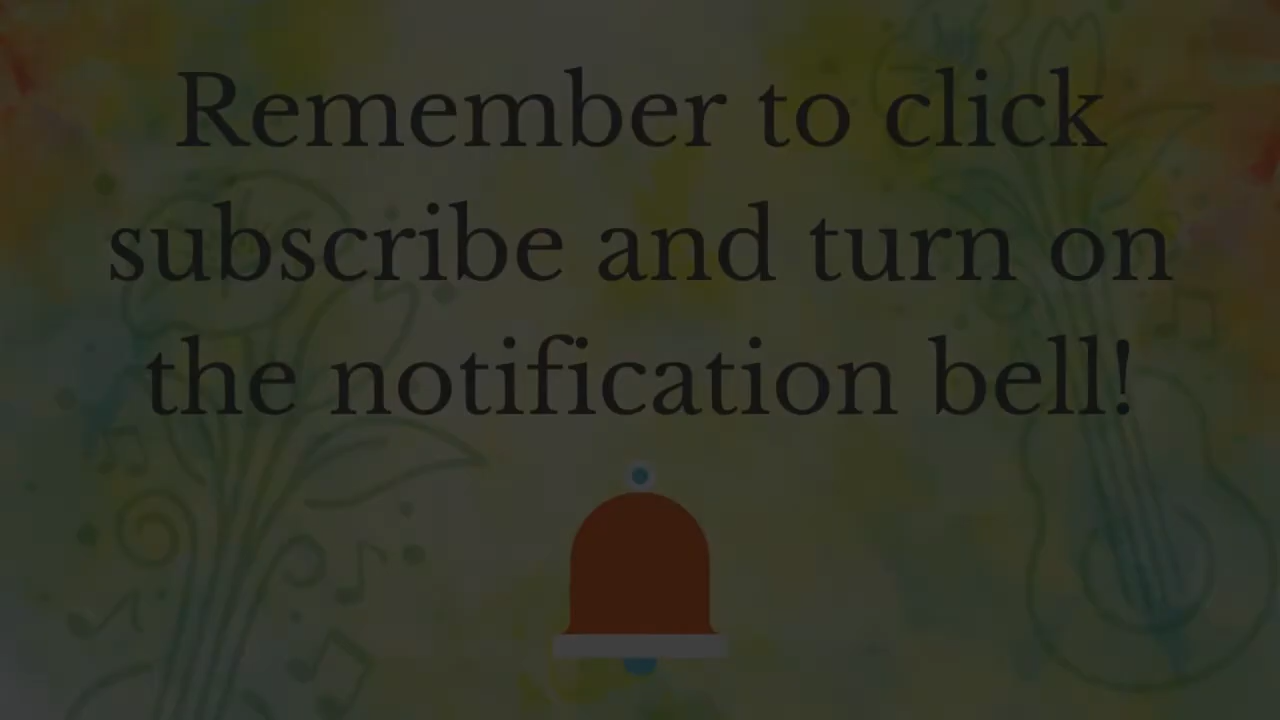 Remember to click
subscribe and turn on
the notification bell!